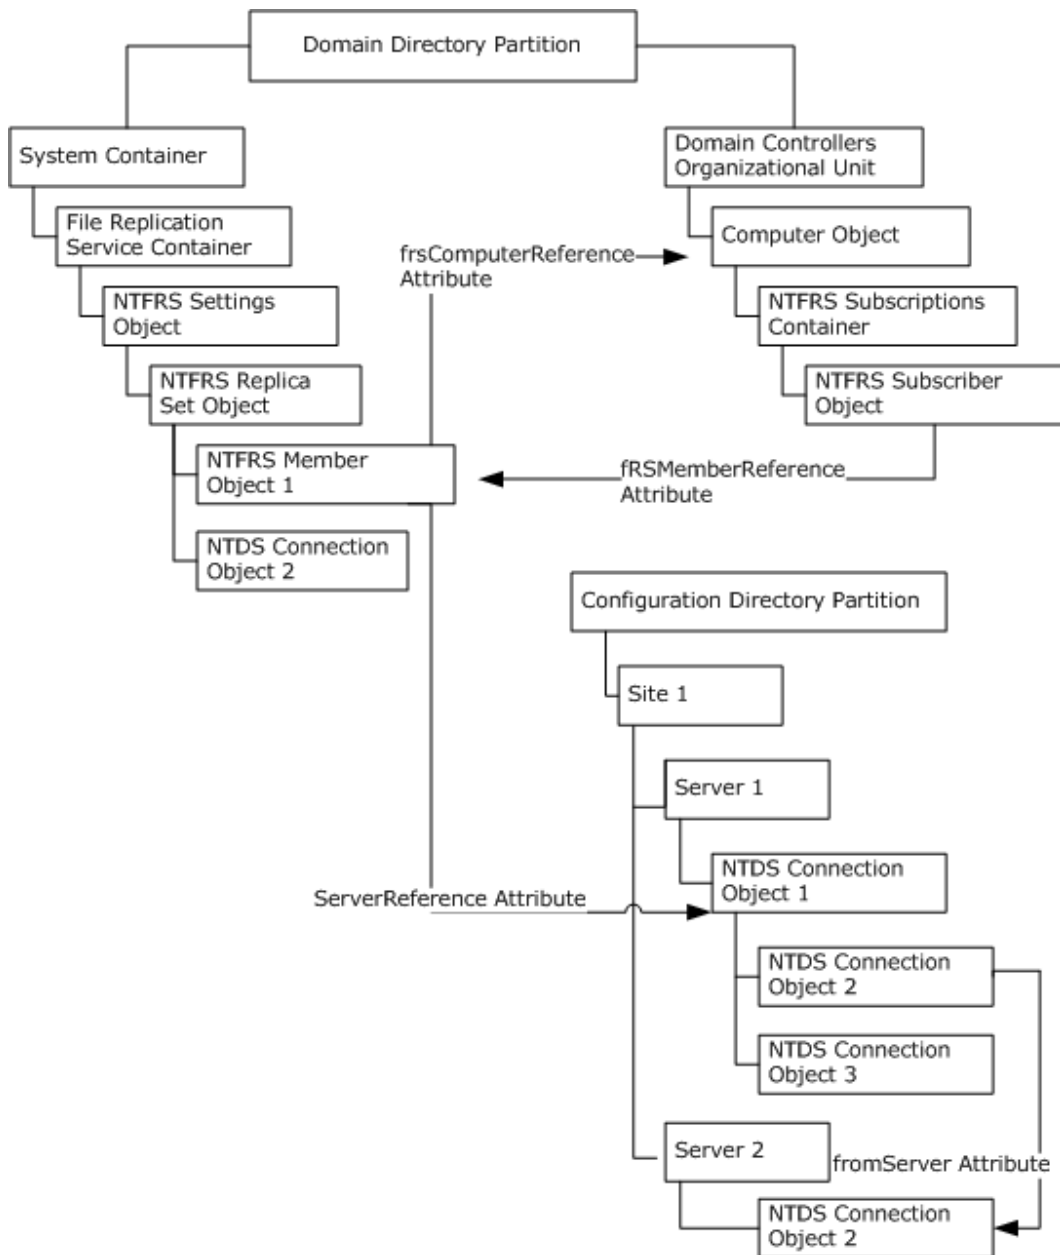 Domain Directory Partition
System Container
Domain Controllers
Organizational Unit
File Replication
Service Container
Computer Object
frsComputerReference
Attribute
NTFRS Settings
Object
NTFRS Subscriptions
Container
NTFRS Replica
Set Object
NTFRS Subscriber
Object
NTFRS Member
Object 1
fRSMemberReference
Attribute
NTDS Connection
Object 2
Configuration Directory Partition
Site 1
Server 1
NTDS Connection
Object 1
ServerReference Attribute
NTDS Connection
Object 2
NTDS Connection
Object 3
Server 2
fromServer Attribute
NTDS Connection
Object 2